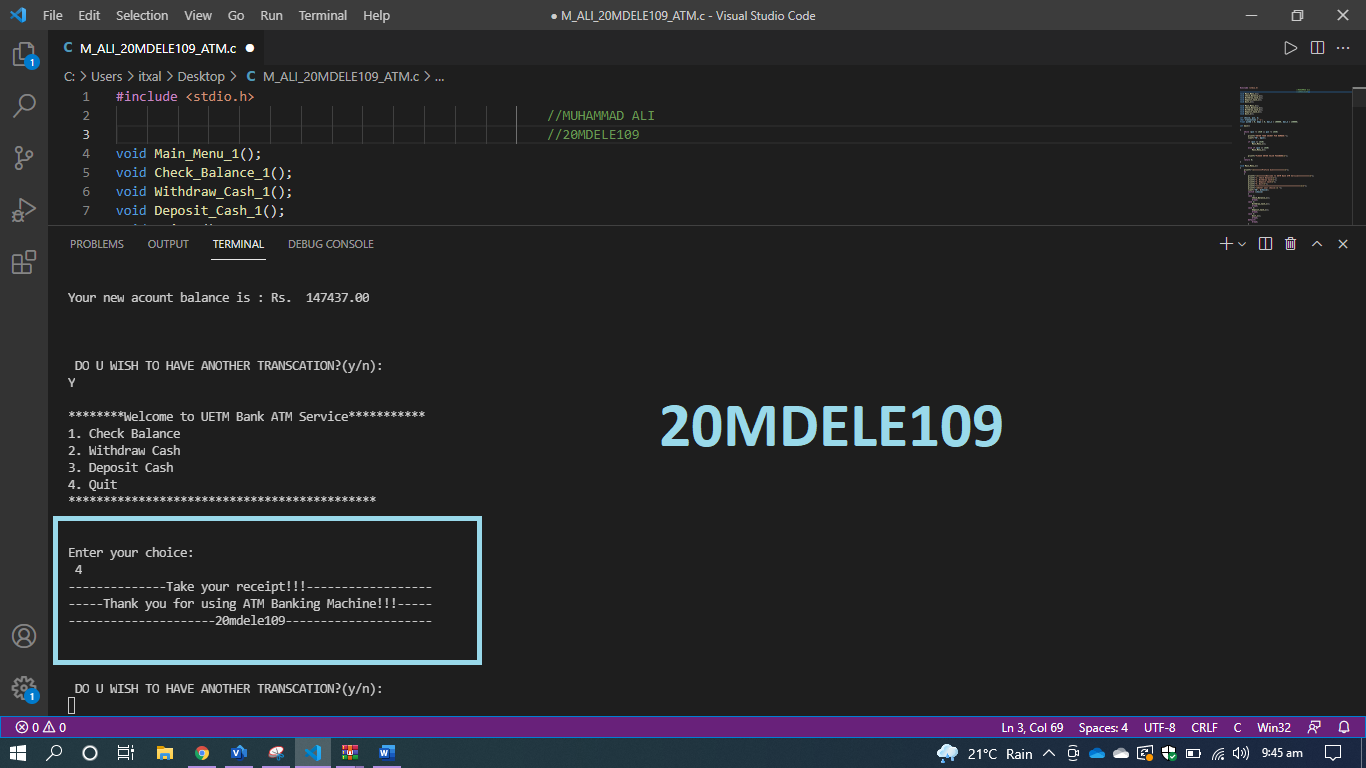 File Edit Selection View Go Run Terminal Help
● M_ALI_20MDELE109_ATM.c - Visual Studio Code
C M_ALI_20MDELE109_ATM.c ●
C: > Users > itxal > Desktop > C M_ALI_20MDELE109_ATM.c > ...
1 #include <stdio.h>
2 //MUHAMMAD ALI
3 //20MDELE109
4 void Main_Menu_1();
5 void Check_Balance_1();
6 void Withdraw_Cash_1();
7 void Deposit_Cash_1();
PROBLEMS OUTPUT TERMINAL DEBUG CONSOLE
Your new acount balance is : Rs.  147437.00
DO U WISH TO HAVE ANOTHER TRANSCATION?(y/n):
Y
********Welcome to UETM Bank ATM Service***********
1. Check Balance
2. Withdraw Cash
3. Deposit Cash
4. Quit
********************************************
20MDELE109
Enter your choice:
4
--------------Take your receipt!!!------------------
-----Thank you for using ATM Banking Machine!!!-----
---------------------20mdele109---------------------
DO U WISH TO HAVE ANOTHER TRANSCATION?(y/n):
1
1
0 0
Ln 3, Col 69 Spaces: 4 UTF-8 CRLF C Win32
21°C Rain 9:45 am